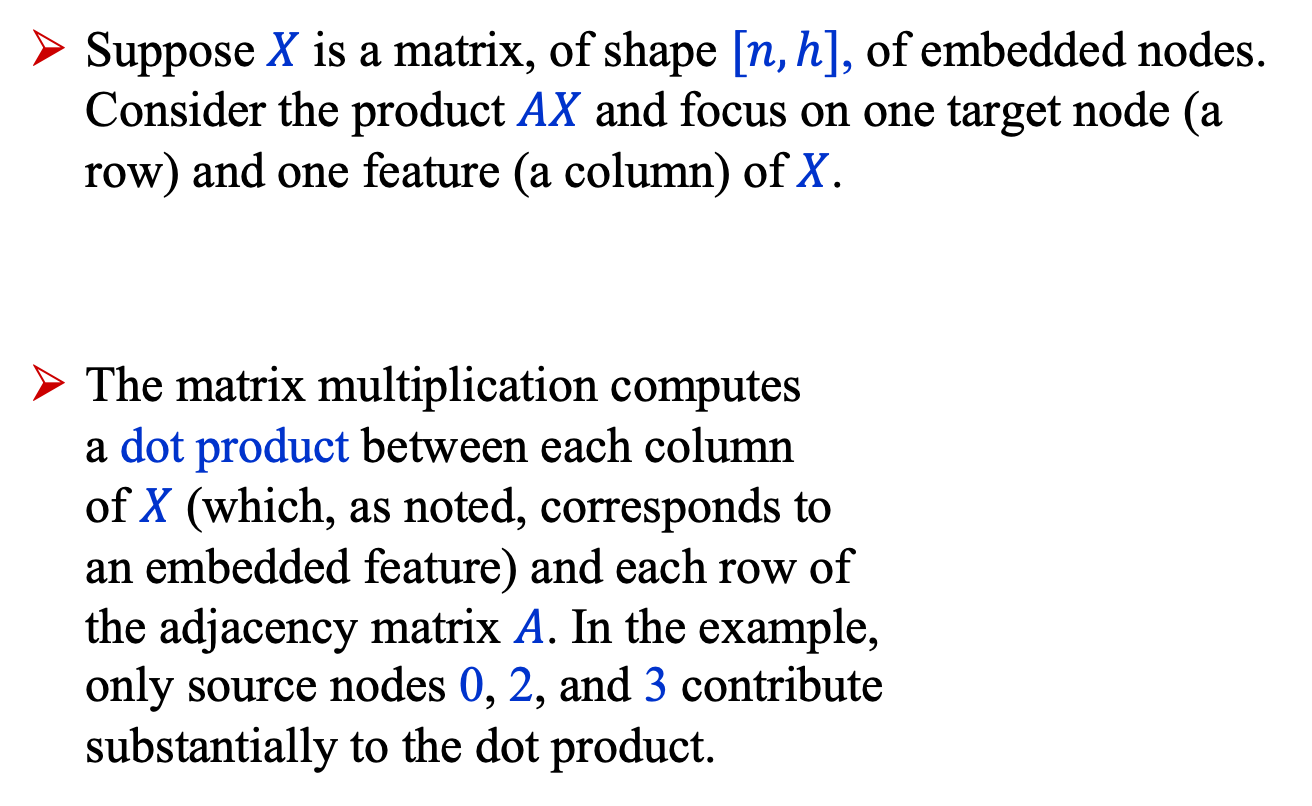 ➢ Suppose X is a matrix, of shape [n, h], of embedded nodes.
Consider the product AX and focus on one target node (a
row) and one feature (a column) of X.
➢ The matrix multiplication computes
a dot product between each column
of X (which, as noted, corresponds to
an embedded feature) and each row of
the adjacency matrix A. In the example,
only source nodes 0, 2, and 3 contribute
substantially to the dot product.